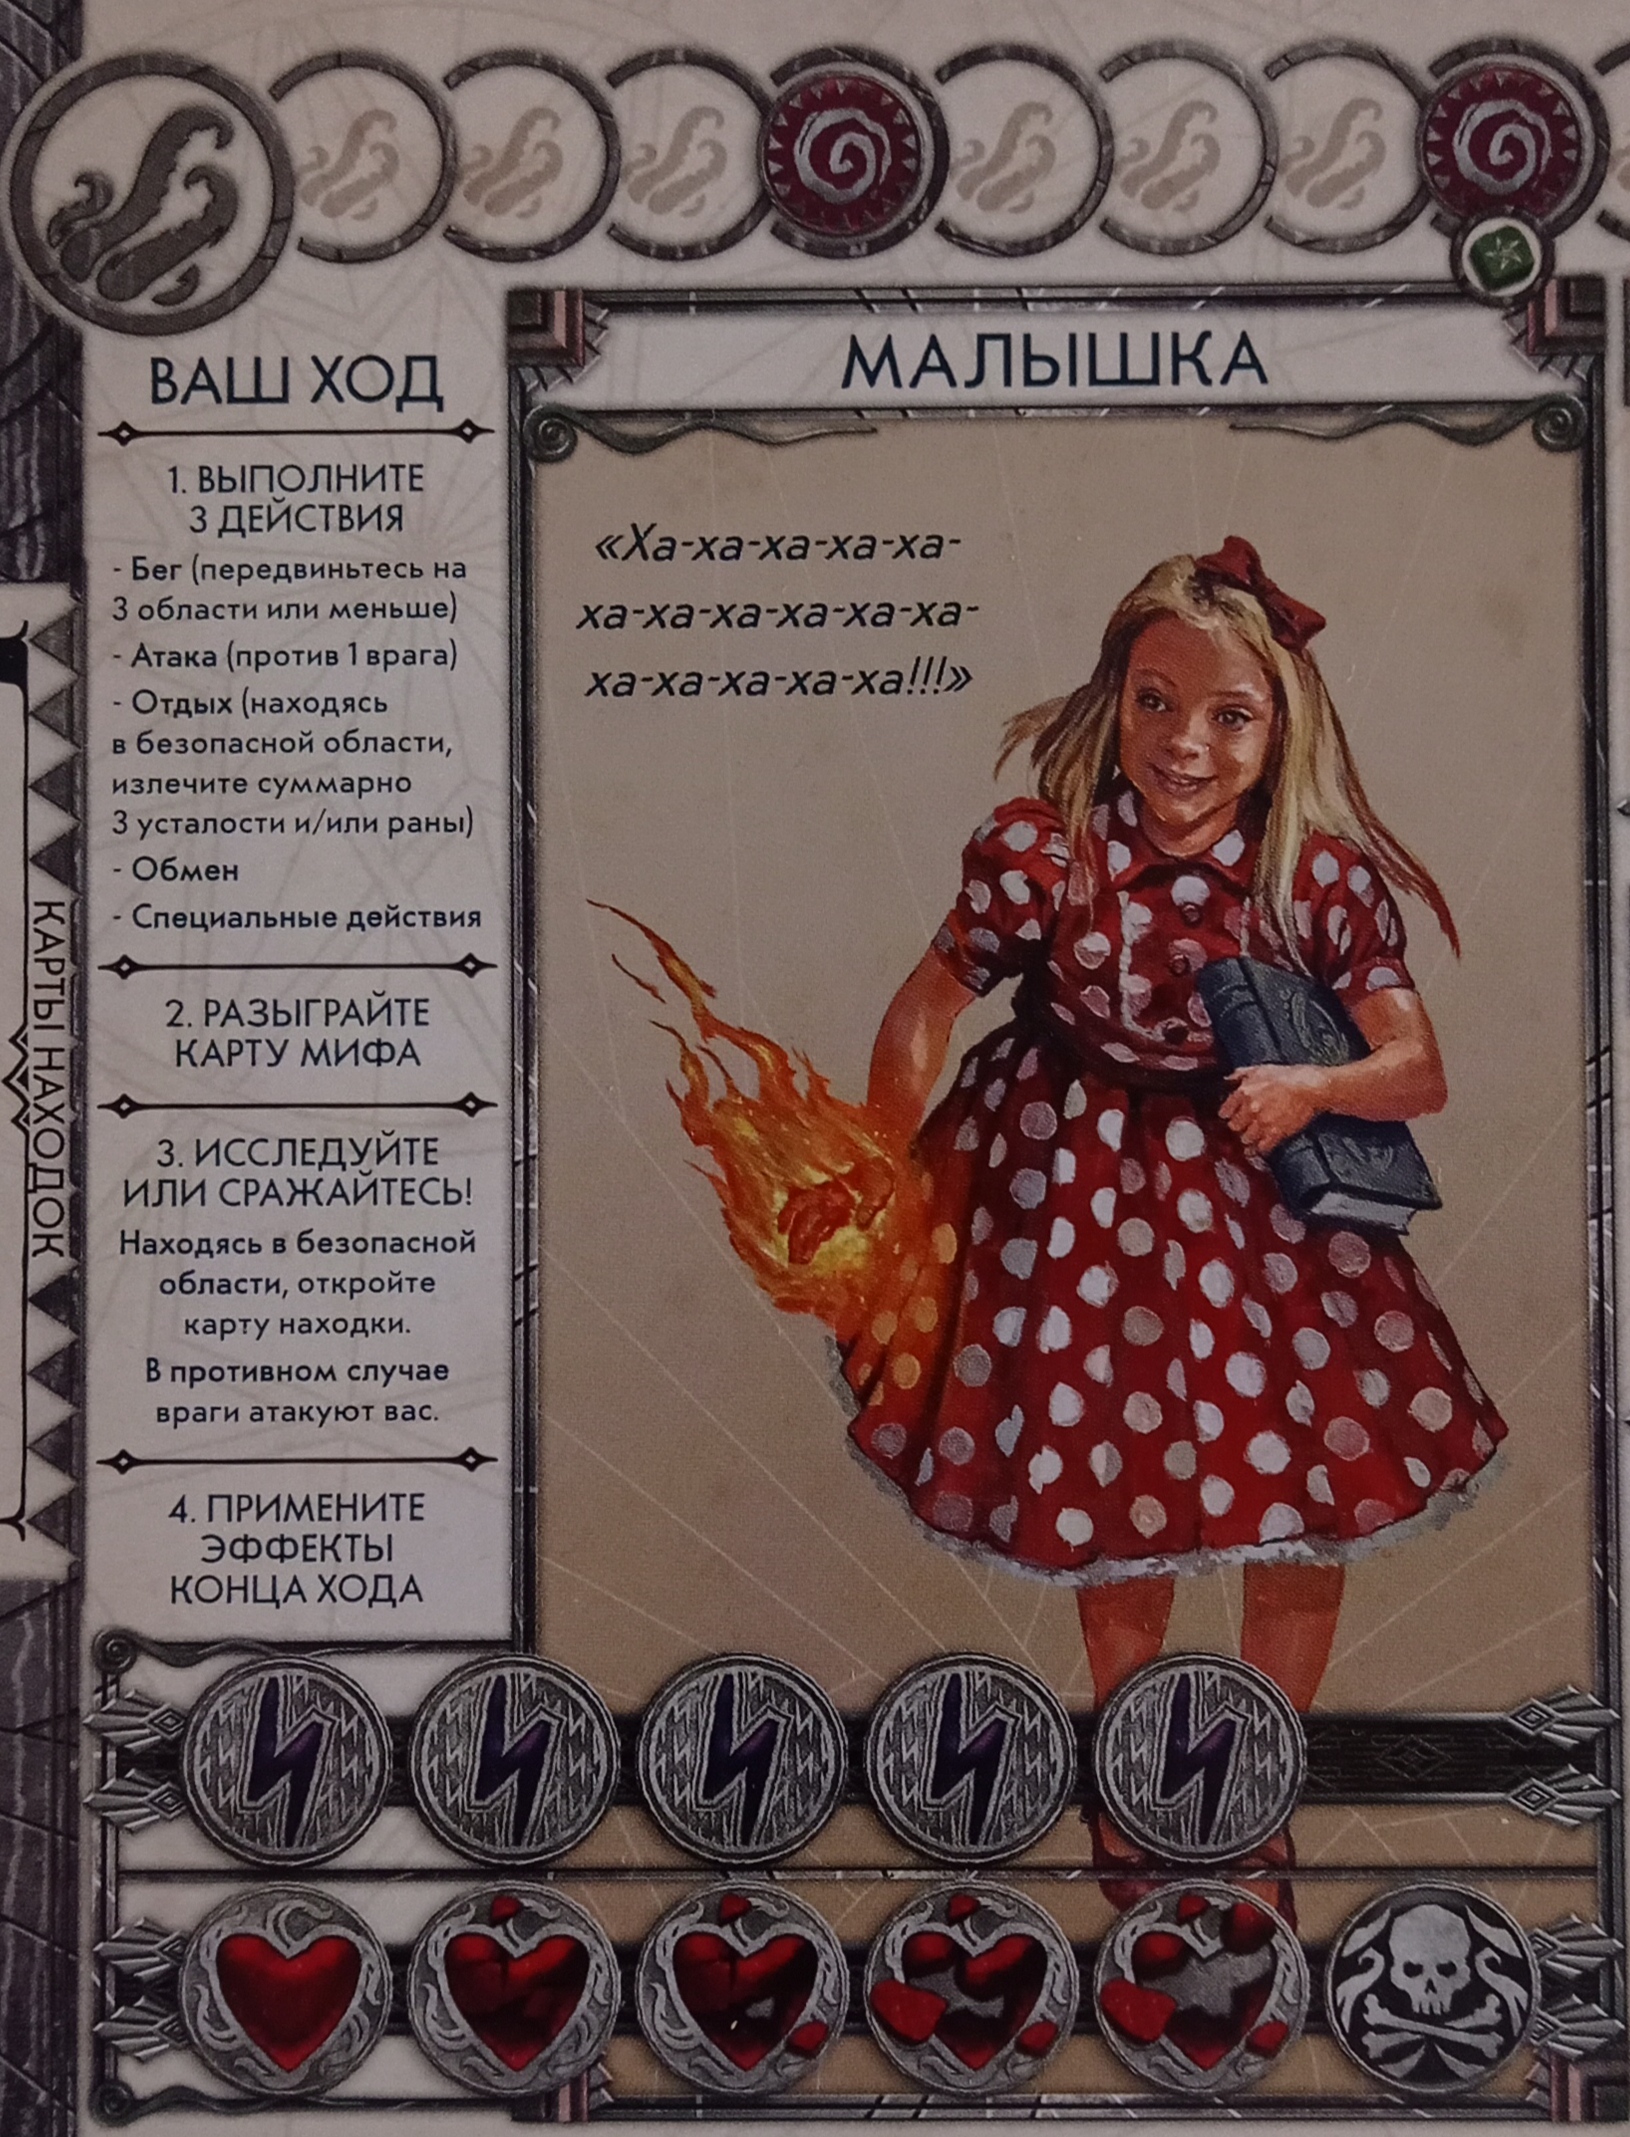 ВАШ ХОД
1. ВЫПОЛНИТЕ
3 ДЕЙСТВИЯ
- Бег (передвиньтесь на
3 области или меньше)
- Атака (против 1 врага)
- Отдых (находясь
в безопасной области,
излечите суммарно
3 усталости и/или раны)
- Обмен
- Специальные действия
2. РАЗЫГРАЙТЕ
КАРТУ МИФА
3. ИССЛЕДУЙТЕ
ИЛИ СРАЖАЙТЕСЬ!
Находясь в безопасной
области, откройте
карту находки.
В противном случае
враги атакуют вас.
4. ПРИМЕНИТЕ
ЭФФЕКТЫ
КОНЦА ХОДА
КАРТЫ НАХОДОК
МАЛЫШКА
«Ха-ха-ха-ха-ха-
ха-ха-ха-ха-ха-ха-
ха-ха-ха-ха-ха!!!»